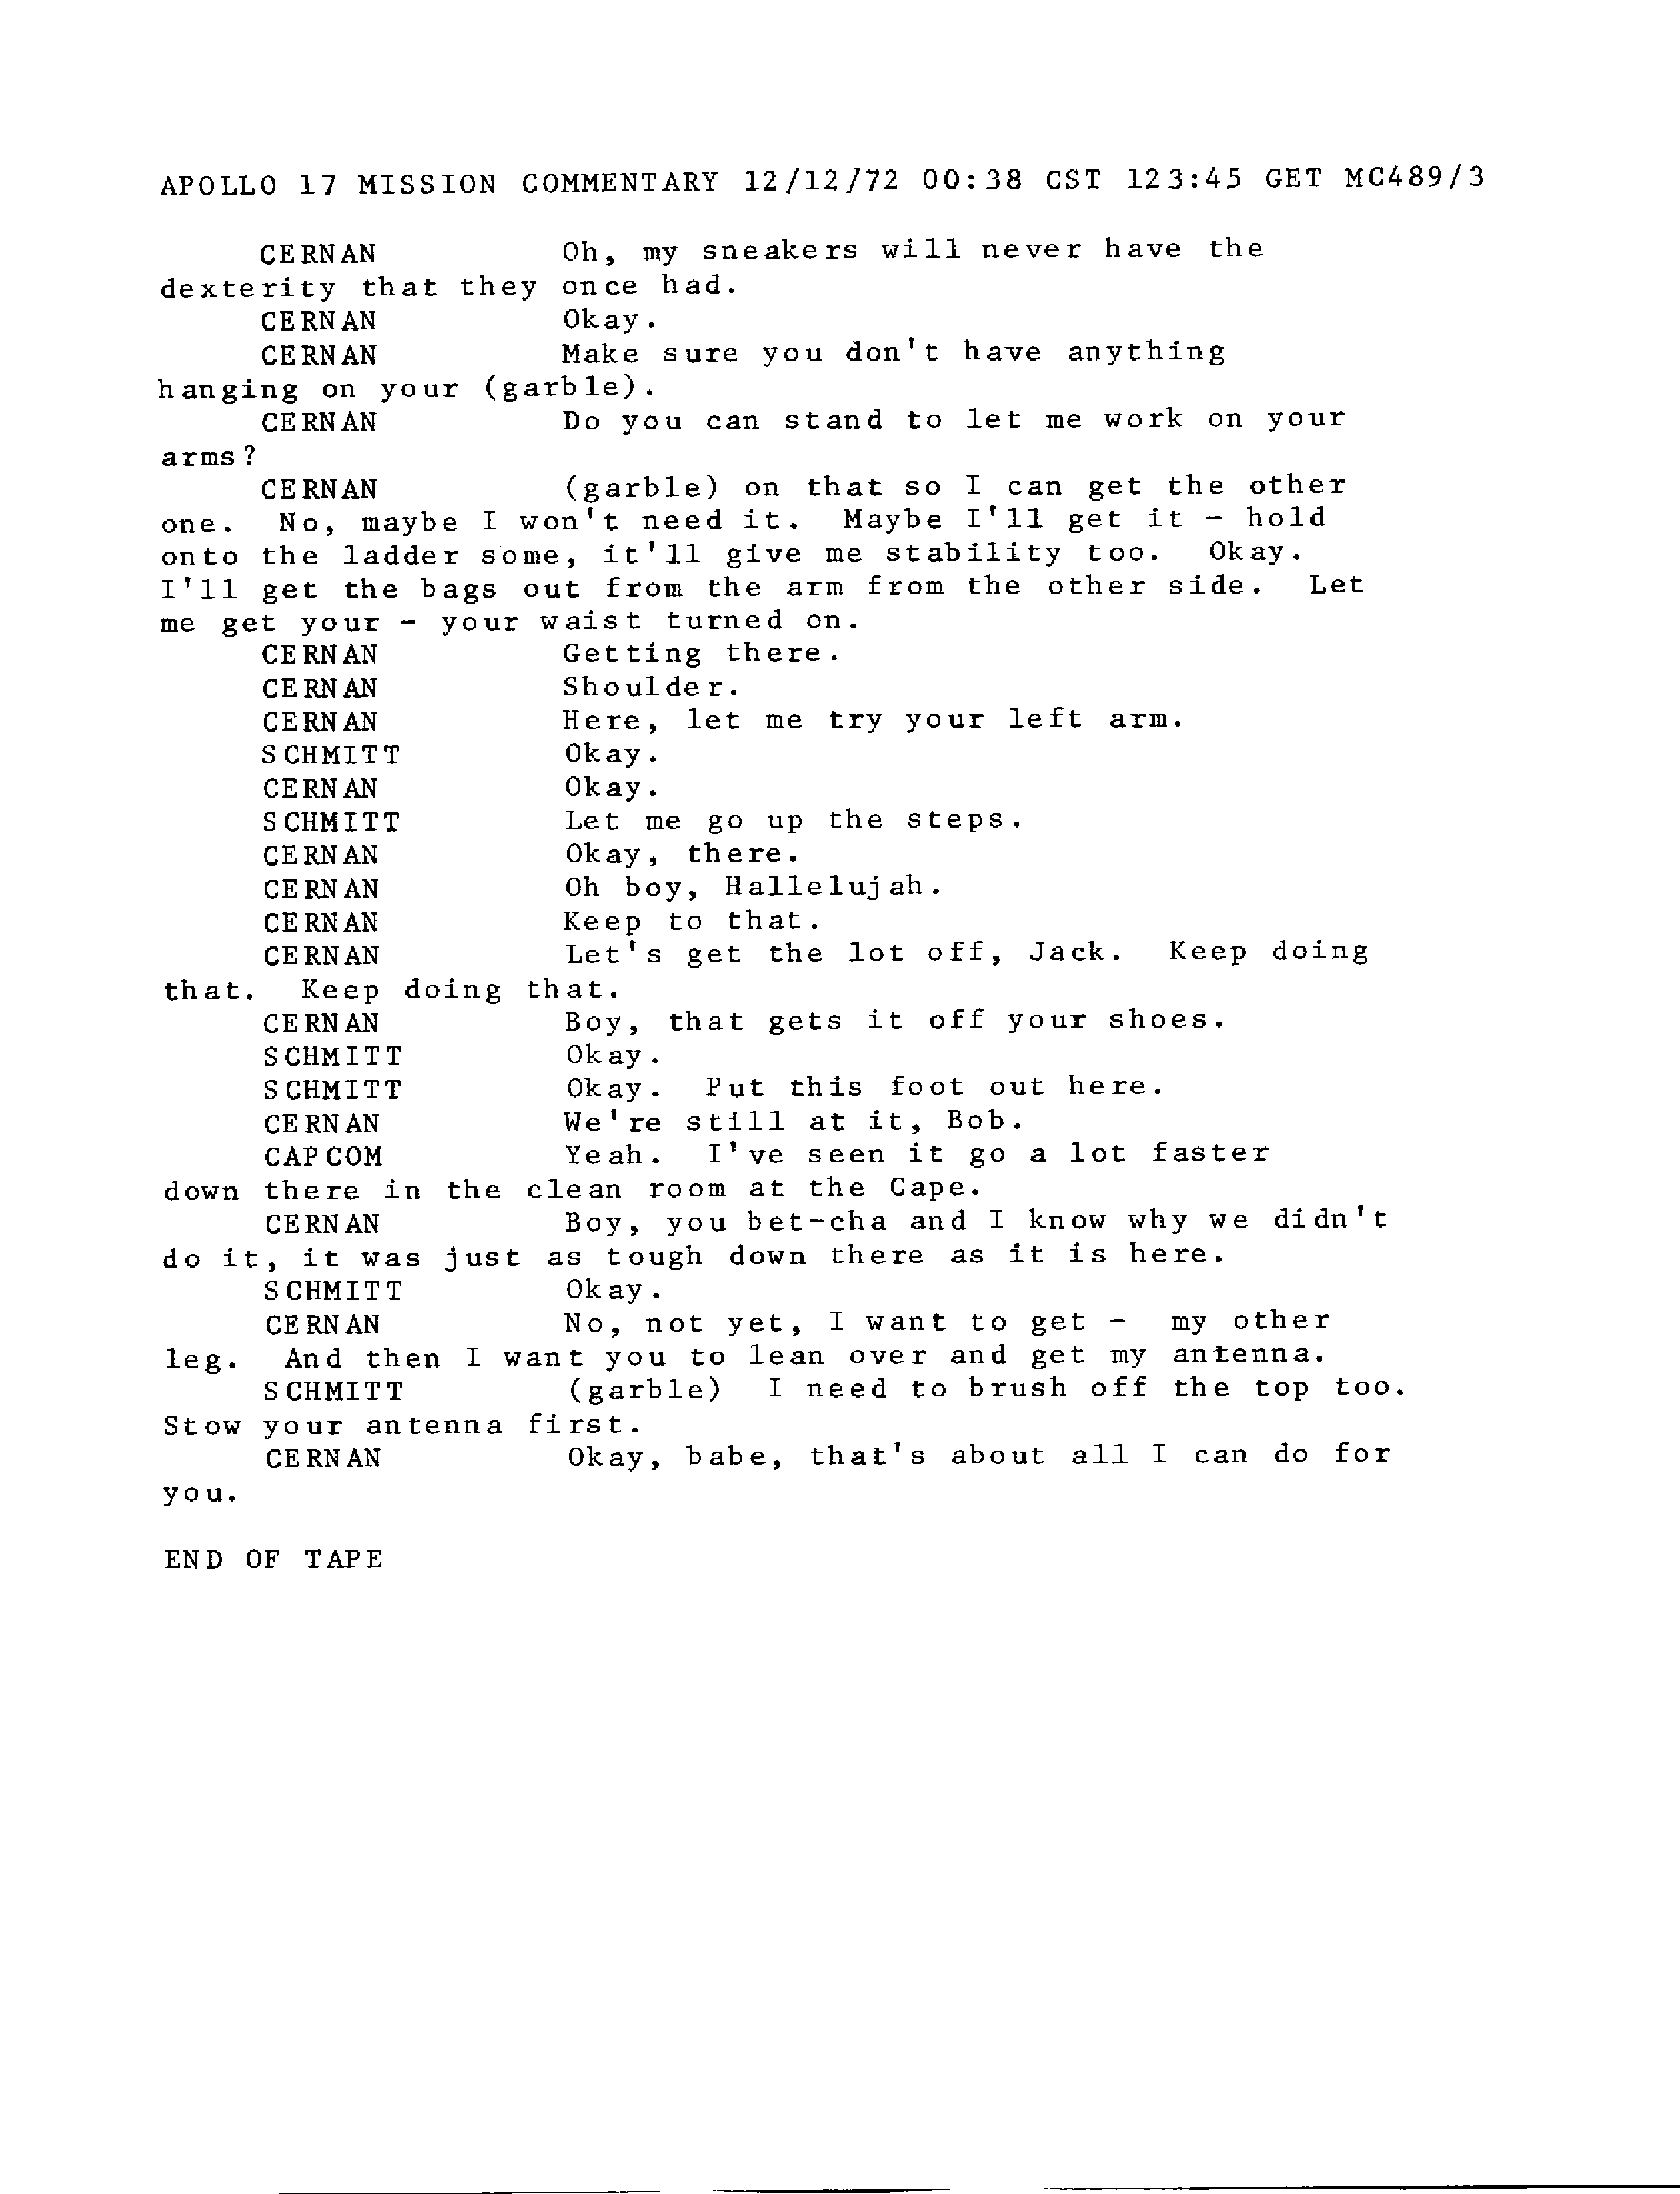 APOLLO 17 MISSION COMMENTARY 12/12/72 00:38 CST 123:45 GET MC489/3
CERNAN Oh, my sneakers will never have the
dexterity that they once had.
CERNAN Okay.
CERNAN Make sure you don't have anything
hanging on your (garble).
CERNAN Do you can stand to let me work on your
arms?
CERNAN (garble) on that so I can get the other
one. No, maybe I won't need it. Maybe I'll get it - hold
onto the ladder some, it'll give me stability too. Okay.
I'll get the bags out from the arm from the other side. Let
me get your - your waist turned on.
CERNAN Getting there.
CERNAN Shoulder.
CERNAN Here, let me try your left arm.
SCHMITT Okay.
CERNAN Okay.
SCHMITT Let me go up the steps.
CERNAN Okay, there.
CERNAN Oh boy, Hallelujah.
CERNAN Keep to that.
CERNAN Let's get the lot off, Jack. Keep doing
that. Keep doing that.
CERNAN Boy, that gets it off your shoes.
SCHMITT Okay.
SCHMITT Okay. Put this foot out here.
CERNAN We're still at it, Bob.
CAPCOM Yeah. I've seen it go a lot faster
down there in the clean room at the Cape.
CERNAN Boy, you bet-cha and I know why we didn't
do it, it was just as tough down there as it is here.
SCHMITT Okay.
CERNAN No, not yet, I want to get - my other
leg. And then I want you to lean over and get my antenna.
SCHMITT (garble) I need to brush off the top too.
Stow your antenna first.
CERNAN Okay, babe, that's about all I can do for
you.
END OF TAPE